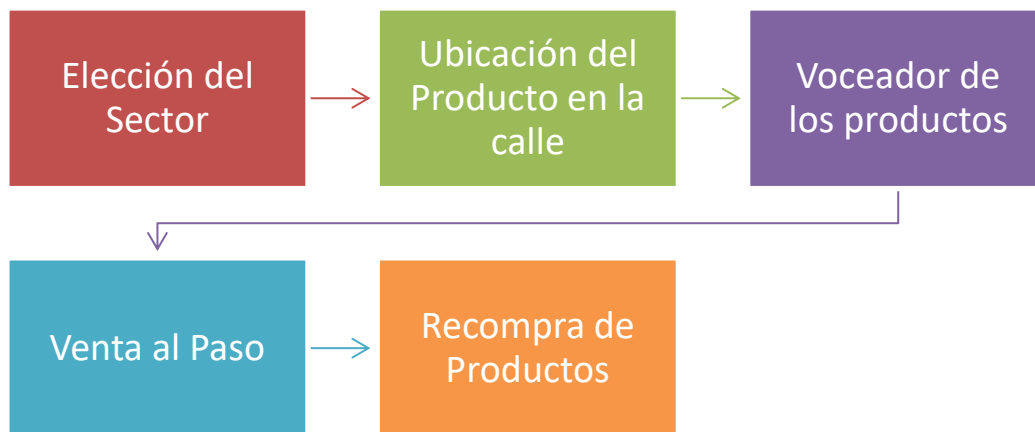 Elección del
Sector
Ubicación del
Producto en la
calle
Voceador de
los productos
Venta al Paso
Recompra de
Productos